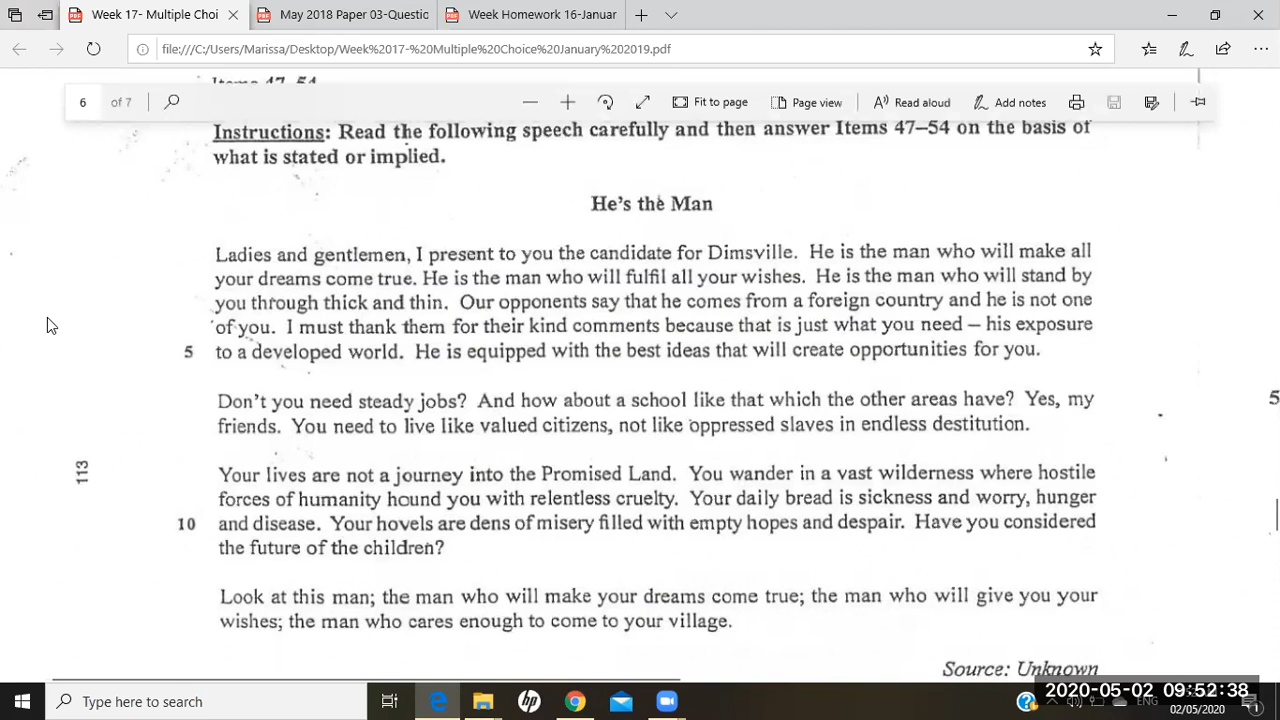 Week 17- Multiple Choi
May 2018 Paper 03-Questio
Week Homework 16-Januar
file:///C:/Users/Marissa/Desktop/Week%2017-%20Multiple%20Choice%20January%202019.pdf
Items 47-54
6 of 7
Fit to page
Page view
Read aloud
Add notes
Instructions: Read the following speech carefully and then answer Items 47–54 on the basis of
what is stated or implied.
He's the Man
Ladies and gentlemen, I present to you the candidate for Dimsville. He is the man who will make all
your dreams come true. He is the man who will fulfil all your wishes. He is the man who will stand by
you through thick and thin. Our opponents say that he comes from a foreign country and he is not one
of you. I must thank them for their kind comments because that is just what you need – his exposure
5 to a developed world. He is equipped with the best ideas that will create opportunities for you.
Don't you need steady jobs? And how about a school like that which the other areas have? Yes, my
5
friends. You need to live like valued citizens, not like oppressed slaves in endless destitution.
113
Your lives are not a journey into the Promised Land. You wander in a vast wilderness where hostile
forces of humanity hound you with relentless cruelty. Your daily bread is sickness and worry, hunger
10 and disease. Your hovels are dens of misery filled with empty hopes and despair. Have you considered
the future of the children?
Look at this man; the man who will make your dreams come true; the man who will give you your
wishes; the man who cares enough to come to your village.
Source: Unknown
Type here to search
hp
ENG
2020-05-02 09:52:38
02/05/2020